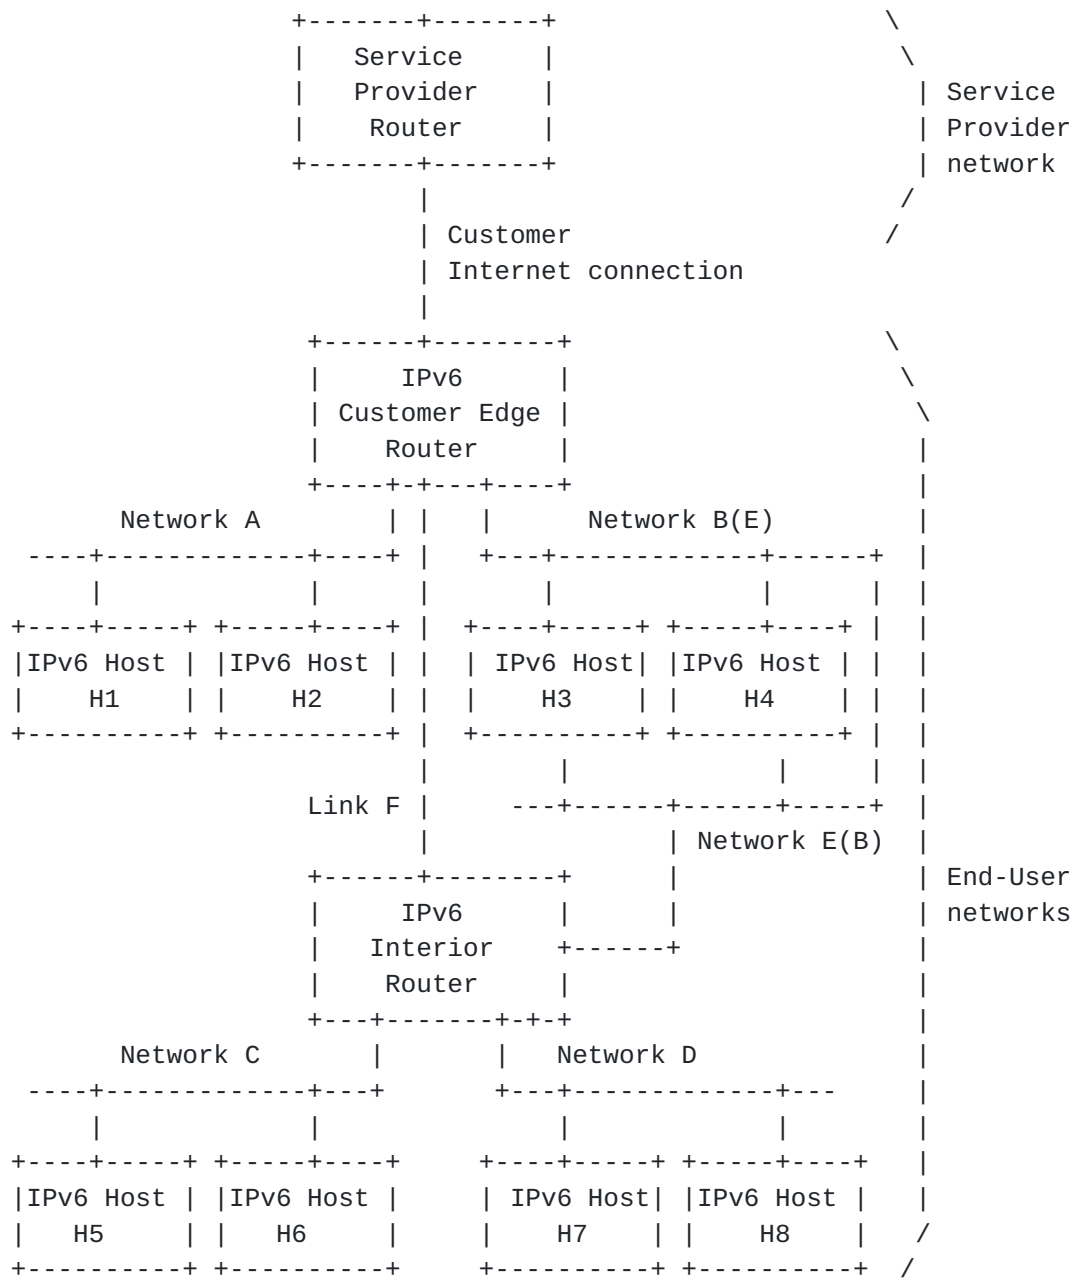 Service
Provider Service
Router Provider
network
Customer
Internet connection
IPv6
Customer Edge
Router
Network A Network B(E)
IPv6 Host IPv6 Host IPv6 Host IPv6 Host
H1 H2 H3 H4
Link F
Network E(B)
End-User
IPv6 networks
Interior
Router
Network C Network D
IPv6 Host IPv6 Host IPv6 Host IPv6 Host
H5 H6 H7 H8